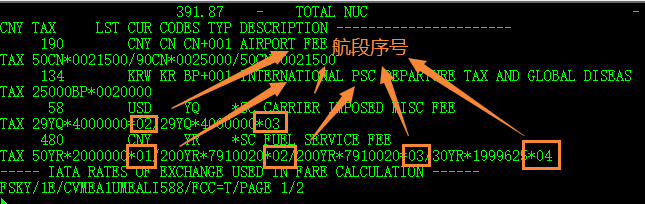 391.87 - TOTAL NUC -
CNY TAX LST CUR CODES TYP DESCRIPTION --------------------
190 CNY CN CN+001 AIRPORT FEE
航段序号
TAX 50CN*0021500/90CN*0025000/50CN*0021500
134 KRW KR BP+001 INTERNATIONAL PSC DEPARTURE TAX AND GLOBAL DISEAS
TAX 25000BP*0020000
58 USD YQ *SC CARRIER IMPOSED MISC FEE
TAX 29YQ*4000000*02/29YQ*4000000*03
480 CNY YR *SC FUEL SERVICE FEE
TAX 50YR*2000000*01/200YR*7910020*02/200YR*7910020*03/30YR*1999625*04
----- IATA RATES OF EXCHANGE USED IN FARE CALCULATION ------
FSKY/1E/CVMEA1UMEALI588/FCC=T/PAGE 1/2